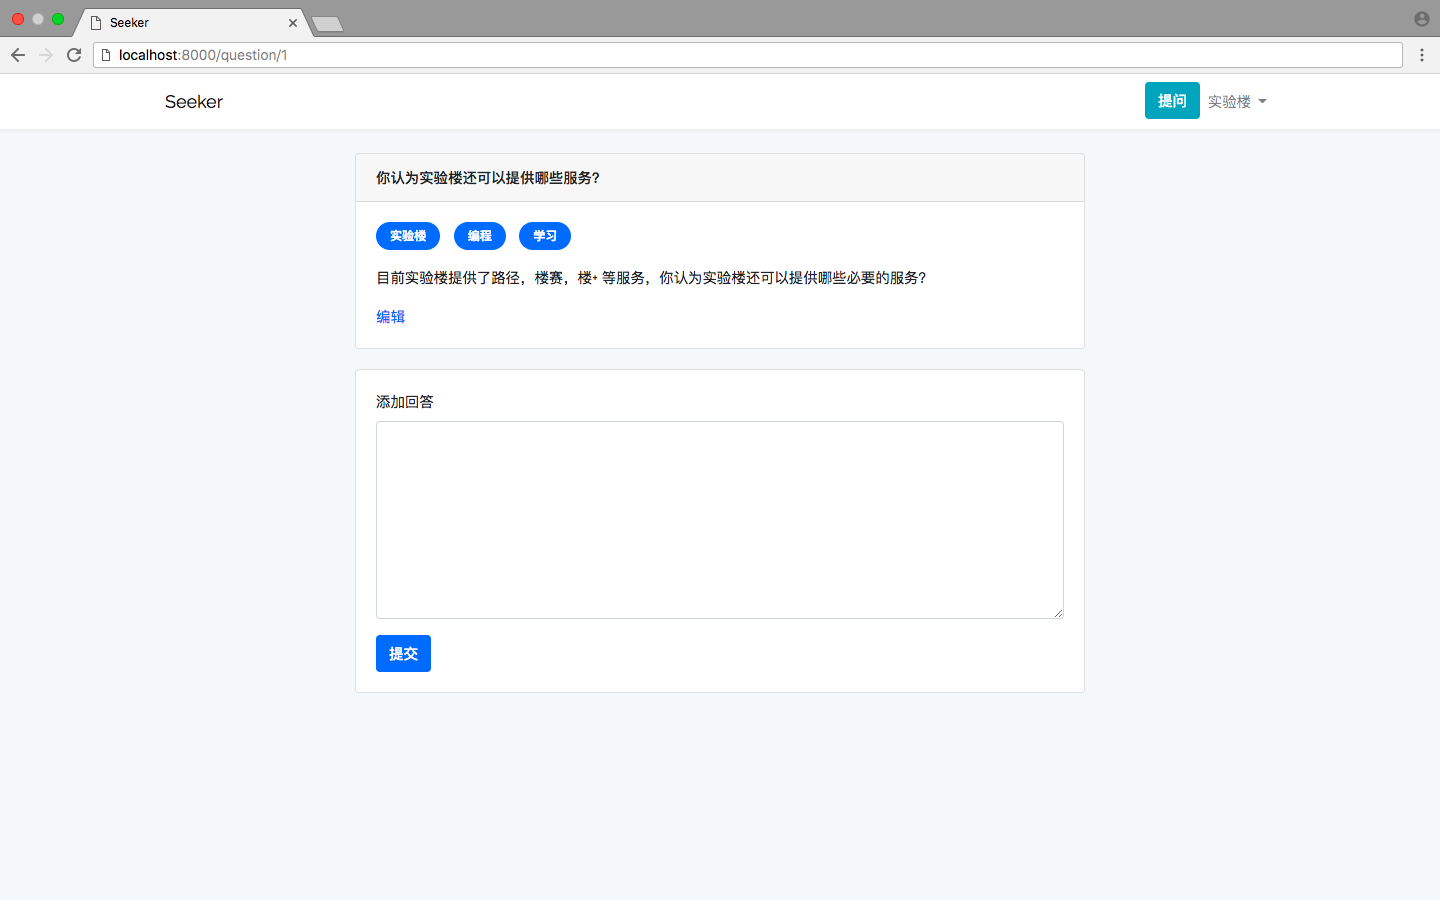 Seeker
localhost:8000/question/1
Seeker
提问 实验楼
你认为实验楼还可以提供哪些服务？
实验楼 编程 学习
目前实验楼提供了路径，楼赛，楼+ 等服务，你认为实验楼还可以提供哪些必要的服务？
编辑
添加回答
提交